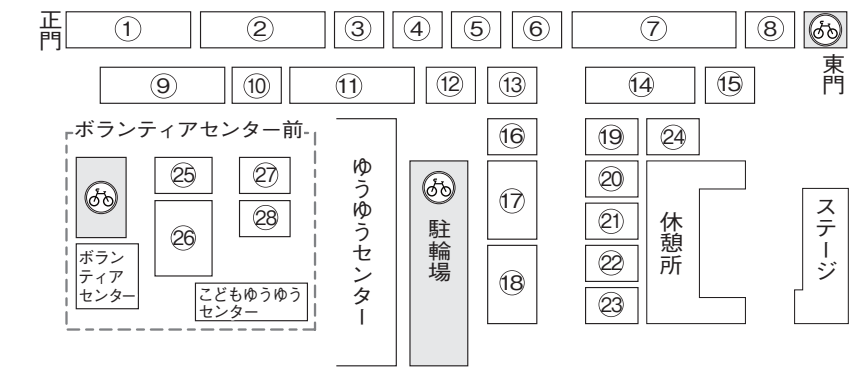 正門
①
②
③
④
⑤
⑥
⑦
⑧
東門
⑨
⑩
⑪
⑫
⑬
⑭
⑮
ボランティアセンター前
⑯
⑰
⑱
⑲
⑳
㉑
㉒
㉓
㉔
㉕
㉖
㉗
㉘
ボラン
ティア
センター
こどもゆうゆう
センター
ゆうゆうセンター
駐輪場
休憩所
ステージ